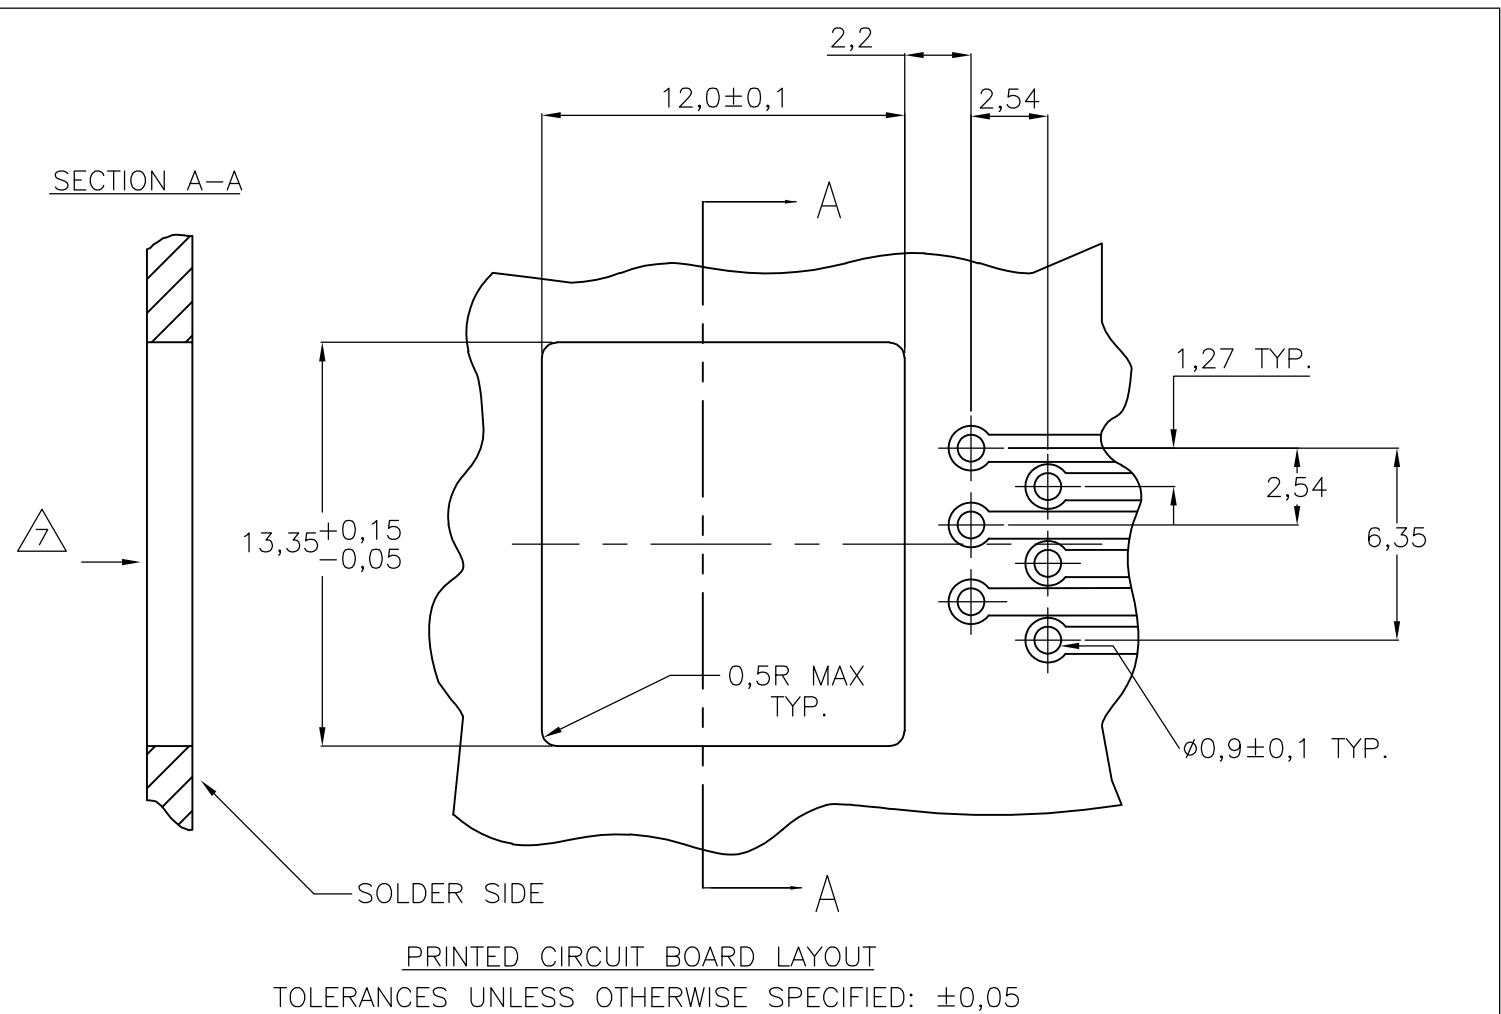 2,2
12,0±0,1
2,54
SECTION A-A
A
1,27 TYP.
2,54
6,35
7
13,35+0,15
-0,05
0,5R MAX
TYP.
ø0,9±0,1 TYP.
SOLDER SIDE
A
PRINTED CIRCUIT BOARD LAYOUT
TOLERANCES UNLESS OTHERWISE SPECIFIED: ±0,05